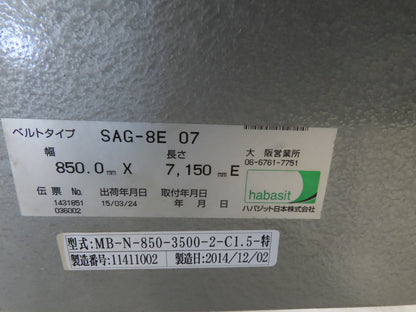 ベルトタイプ SAG-8E 07
幅 長さ 大 阪営業所
850.0mm X 7,150mm E 06-6761-7751
伝票 No. 出荷年月日 取付年月日
1431851 15/03/24 年 月 日
036002
habasit
ハバジット日本株式会社
型式:MB-N-850-3500-2-C1.5-特
製造番号:11411002 製造日:2014/12/02